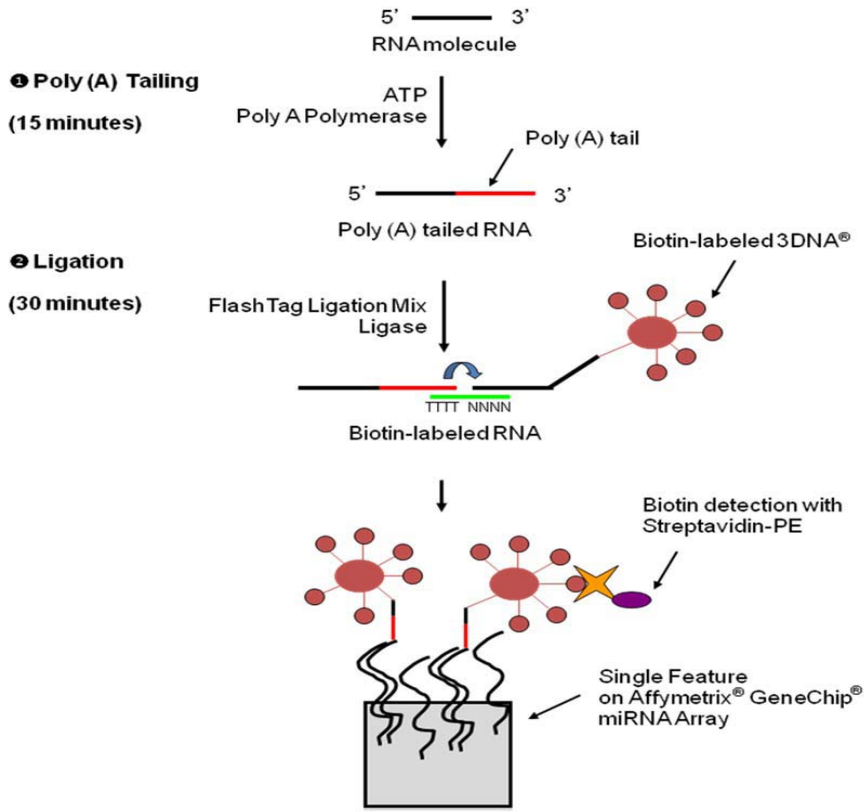 5’ 3’
RNA molecule
❶ Poly (A) Tailing
(15 minutes)
ATP
Poly A Polymerase
Poly (A) tail
5’ 3’
Poly (A) tailed RNA
Biotin-labeled 3DNA®
❷ Ligation
(30 minutes)
Flash Tag Ligation Mix
Ligase
TTTT NNNN
Biotin-labeled RNA
Biotin detection with
Streptavidin-PE
Single Feature
on Affymetrix® GeneChip®
miRNA Array